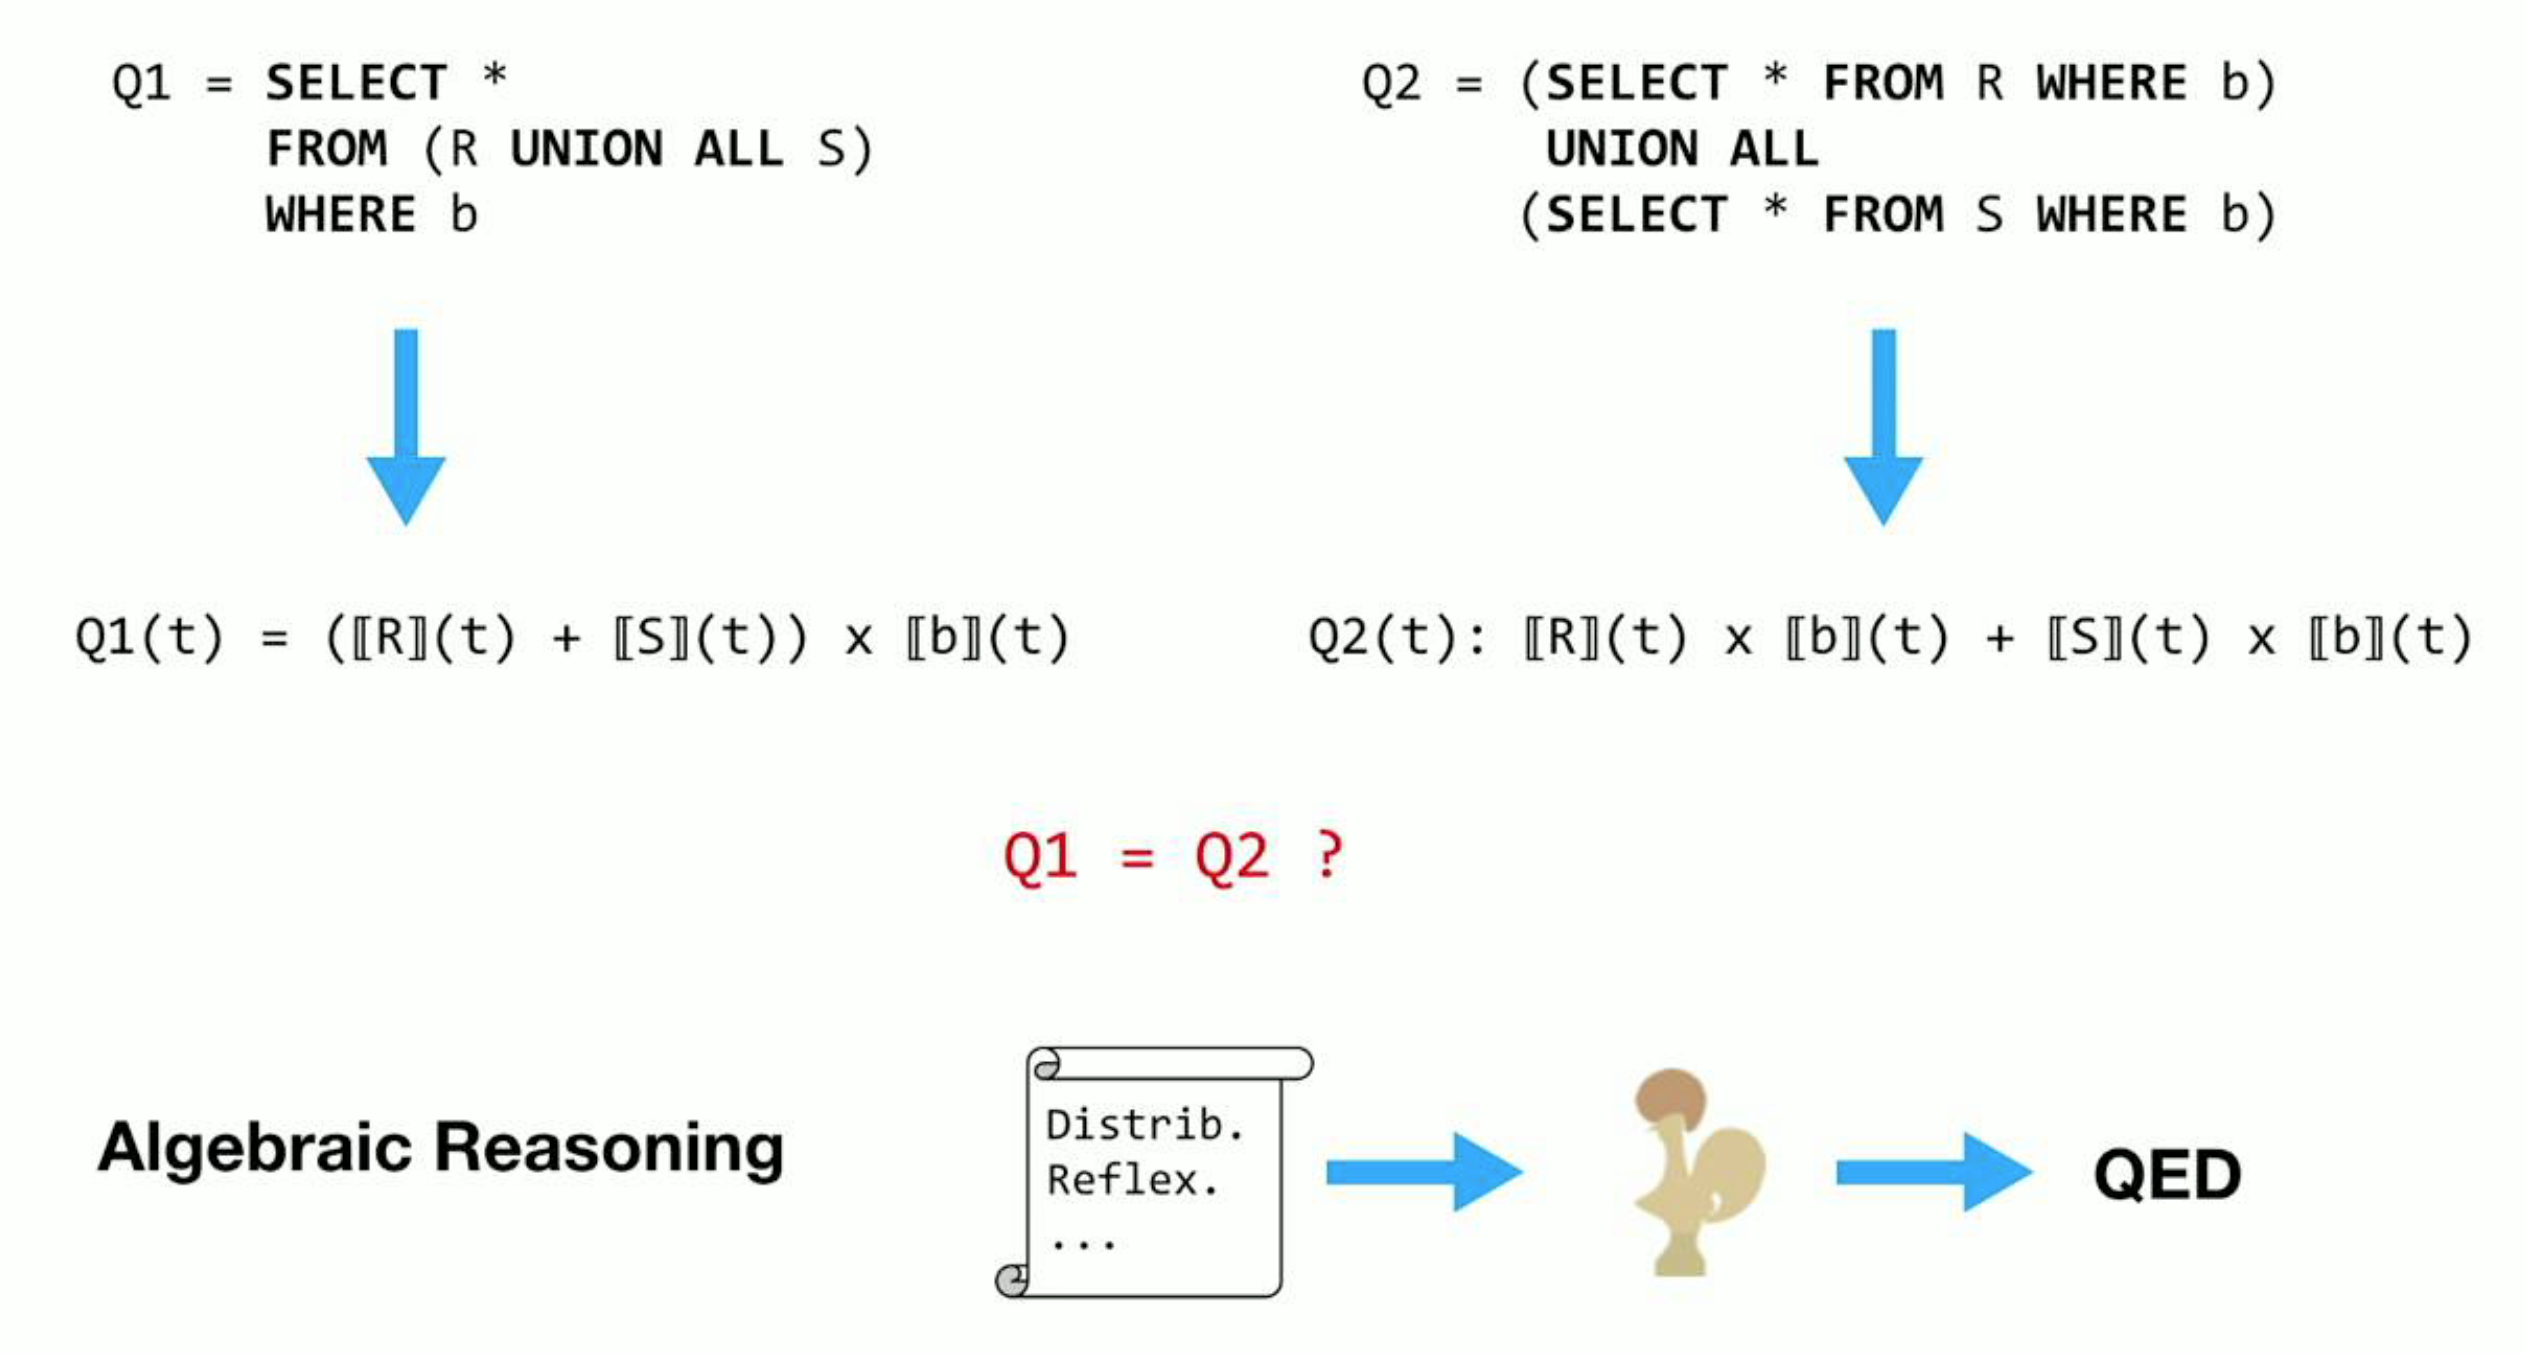 Q1 = SELECT *
FROM (R UNION ALL S)
WHERE b
Q2 = (SELECT * FROM R WHERE b)
UNION ALL
(SELECT * FROM S WHERE b)
Q1(t) = (⟦R⟧(t) + ⟦S⟧(t)) x ⟦b⟧(t)
Q2(t): ⟦R⟧(t) x ⟦b⟧(t) + ⟦S⟧(t) x ⟦b⟧(t)
Q1 = Q2 ?
Algebraic Reasoning
Distrib.
Reflex.
...
QED